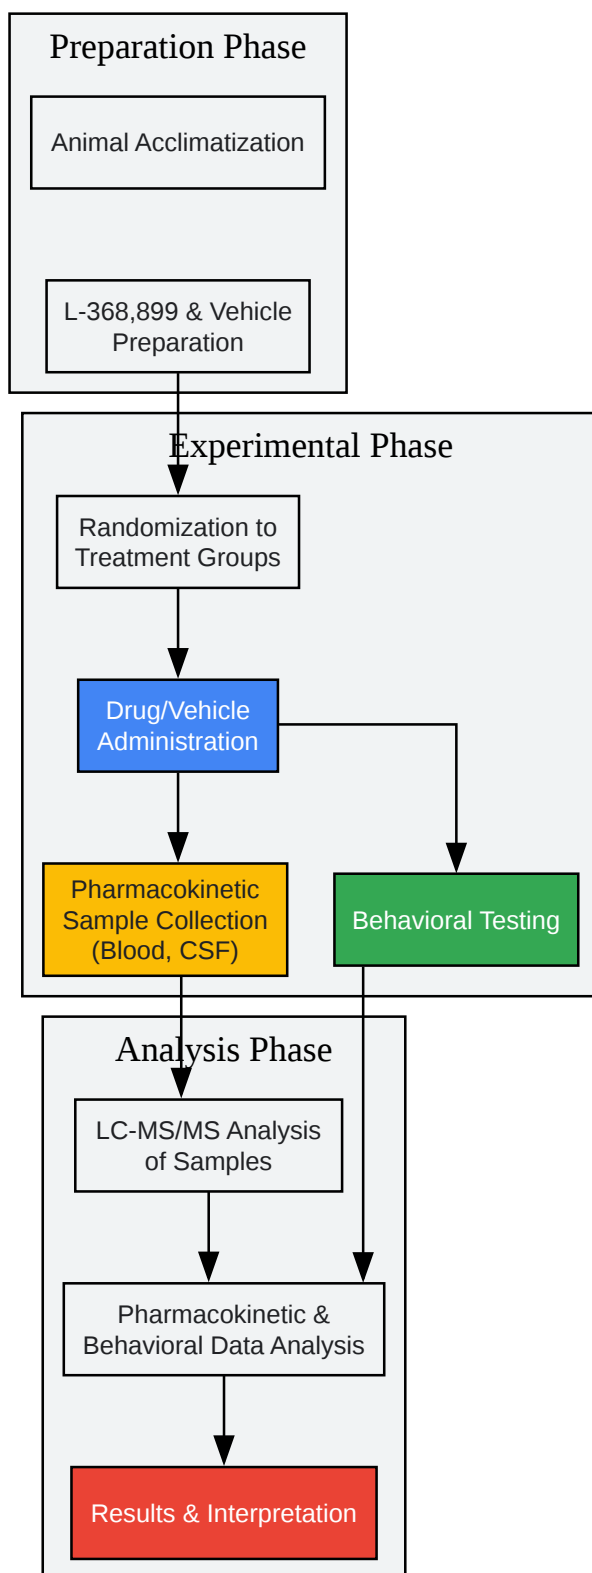 Preparation Phase
Animal Acclimatization
L-368,899 & Vehicle
Preparation
Experimental Phase
Randomization to
Treatment Groups
Drug/Vehicle
Administration
Pharmacokinetic
Sample Collection
(Blood, CSF)
Behavioral Testing
Analysis Phase
LC-MS/MS Analysis
of Samples
Pharmacokinetic &
Behavioral Data Analysis
Results & Interpretation